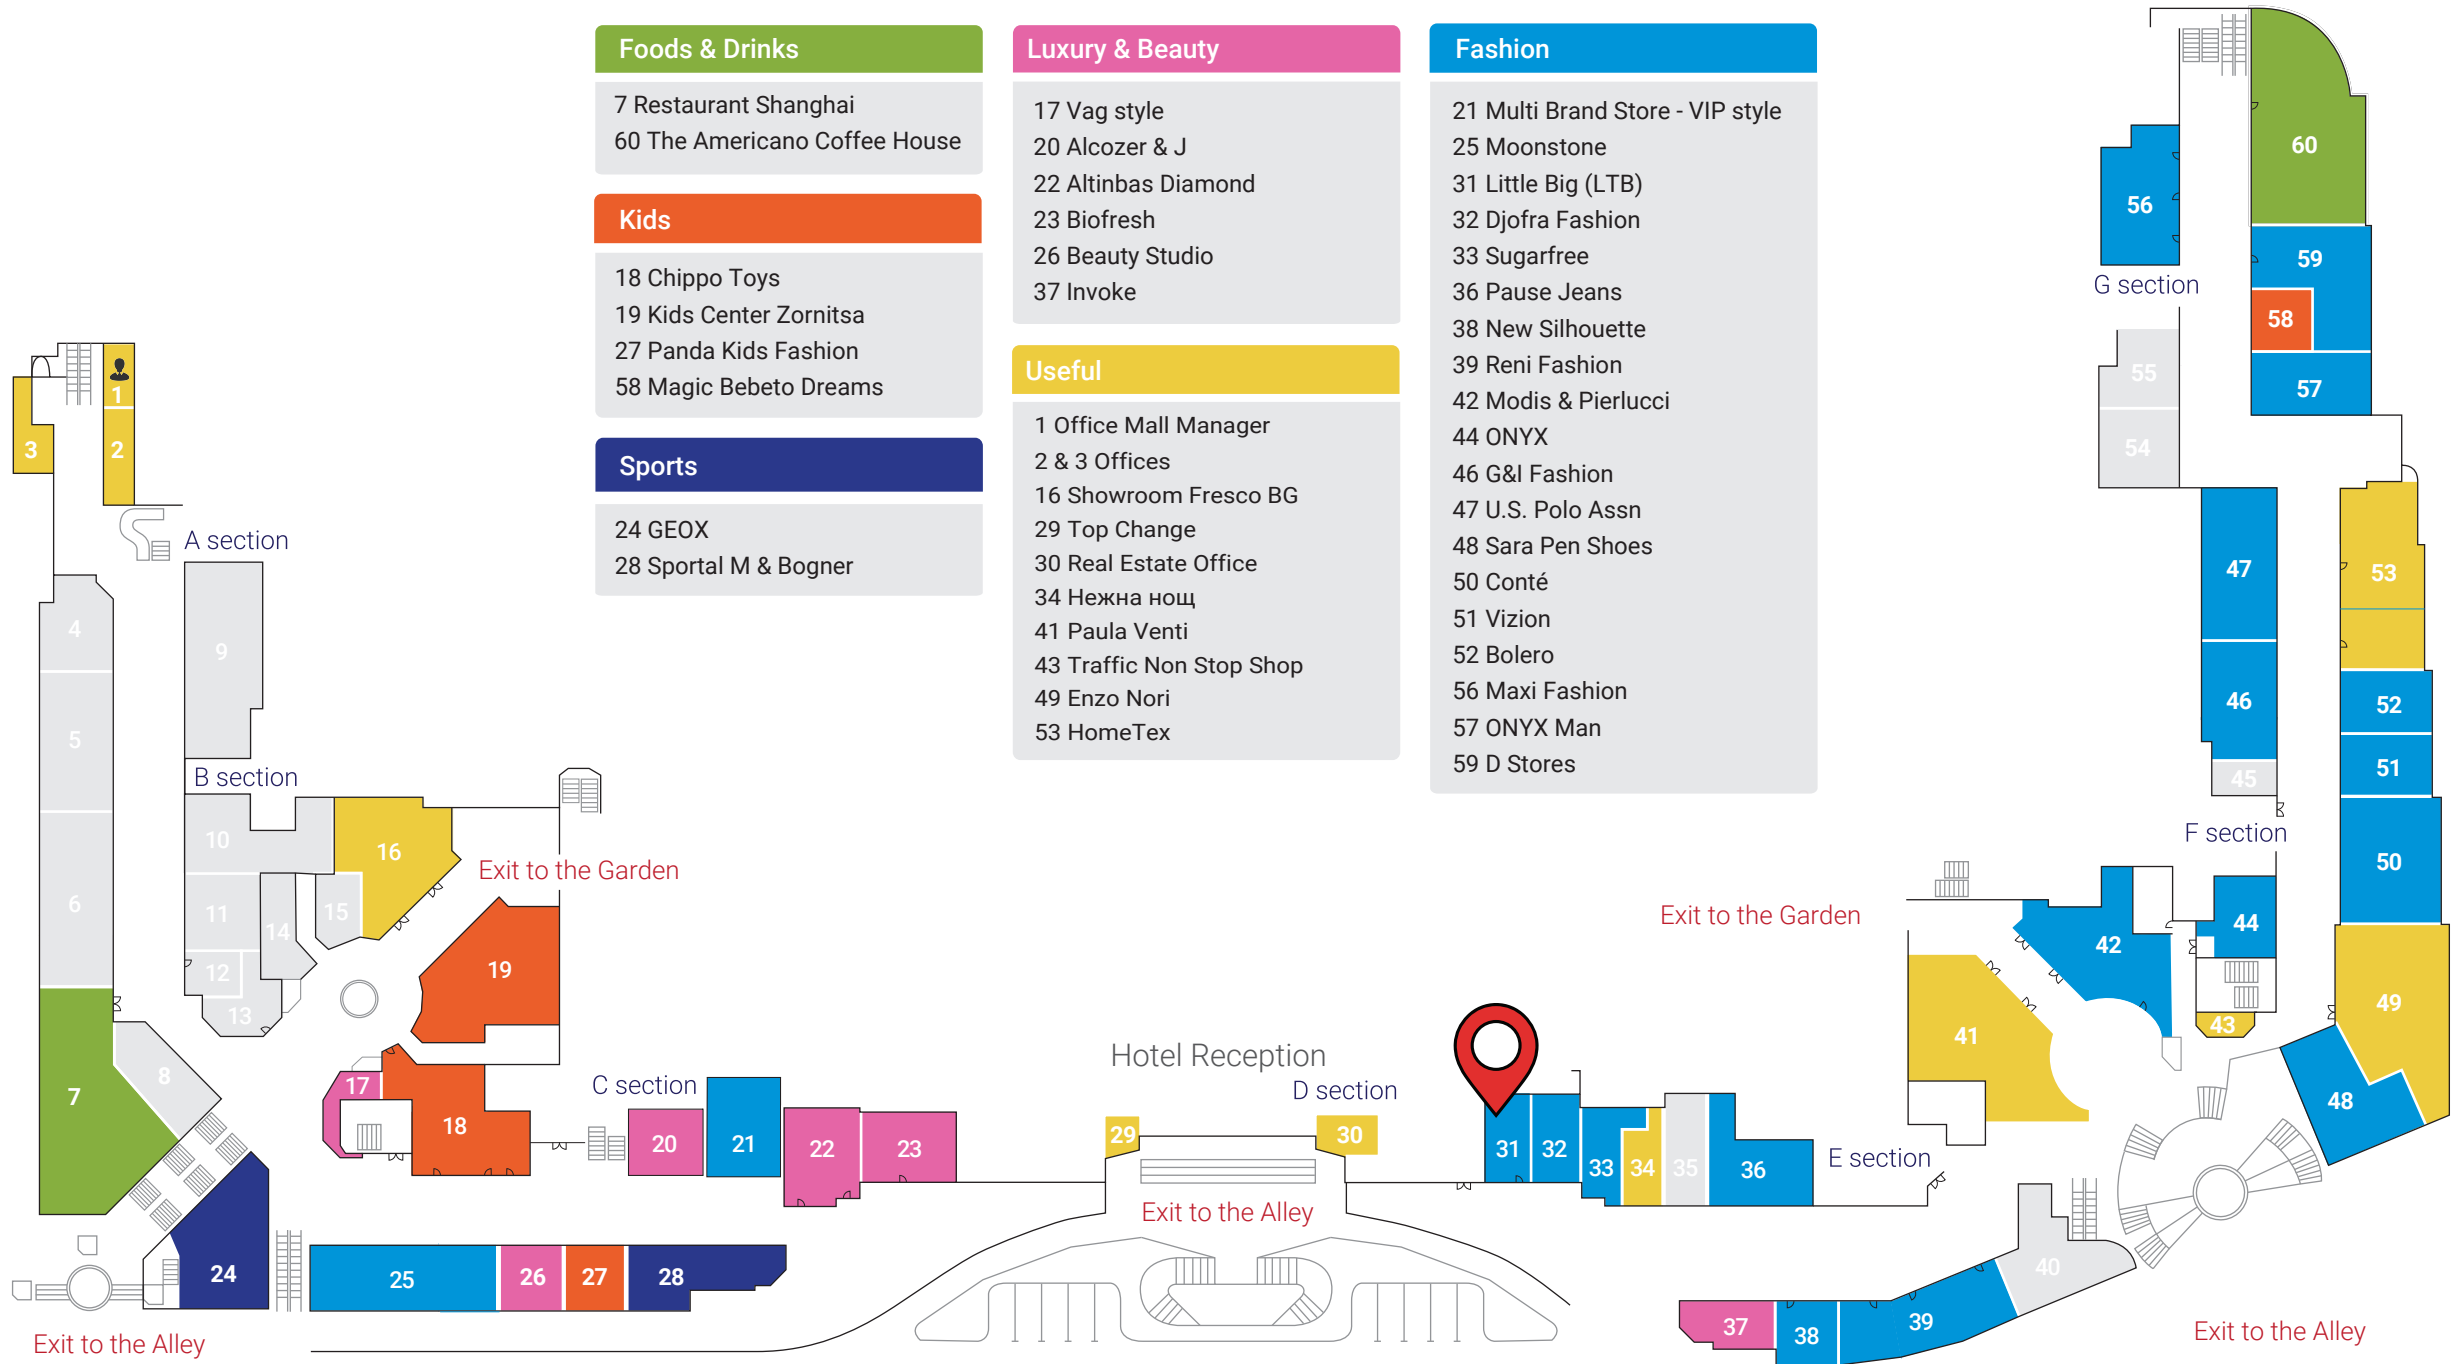 Foods & Drinks
7 Restaurant Shanghai
60 The Americano Coffee House
Kids
18 Chippo Toys
19 Kids Center Zornitsa
27 Panda Kids Fashion
58 Magic Bebeto Dreams
Sports
24 GEOX
28 Sportal M & Bogner
Luxury & Beauty
17 Vag style
20 Alcozer & J
22 Altinbas Diamond
23 Biofresh
26 Beauty Studio
37 Invoke
Useful
1 Office Mall Manager
2 & 3 Offices
16 Showroom Fresco BG
29 Top Change
30 Real Estate Office
34 Нежна нощ
41 Paula Venti
43 Traffic Non Stop Shop
49 Enzo Nori
53 HomeTex
Fashion
21 Multi Brand Store - VIP style
25 Moonstone
31 Little Big (LTB)
32 Djofra Fashion
33 Sugarfree
36 Pause Jeans
38 New Silhouette
39 Reni Fashion
42 Modis & Pierlucci
44 ONYX
46 G&I Fashion
47 U.S. Polo Assn
48 Sara Pen Shoes
50 Conté
51 Vizion
52 Bolero
56 Maxi Fashion
57 ONYX Man
59 D Stores
1
2
3
A section
4
5
6
7
8
9
B section
10
11
12
13
14
15
16
Exit to the Garden
19
17
18
C section
20
21
22
23
24
25
26
27
28
Exit to the Alley
Hotel Reception
D section
29
30
Exit to the Alley
31
32
33
34
35
36
E section
37
38
39
40
Exit to the Alley
Exit to the Garden
41
42
43
44
F section
45
46
47
48
49
50
51
52
53
54
55
G section
56
57
58
59
60